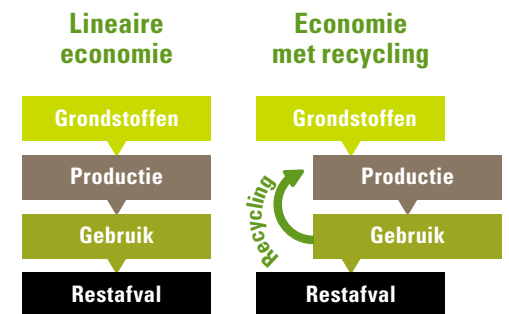 Lineaire
economie
Grondstoffen
Productie
Gebruik
Restafval
Economie
met recycling
Grondstoffen
Productie
Recycling
Gebruik
Restafval